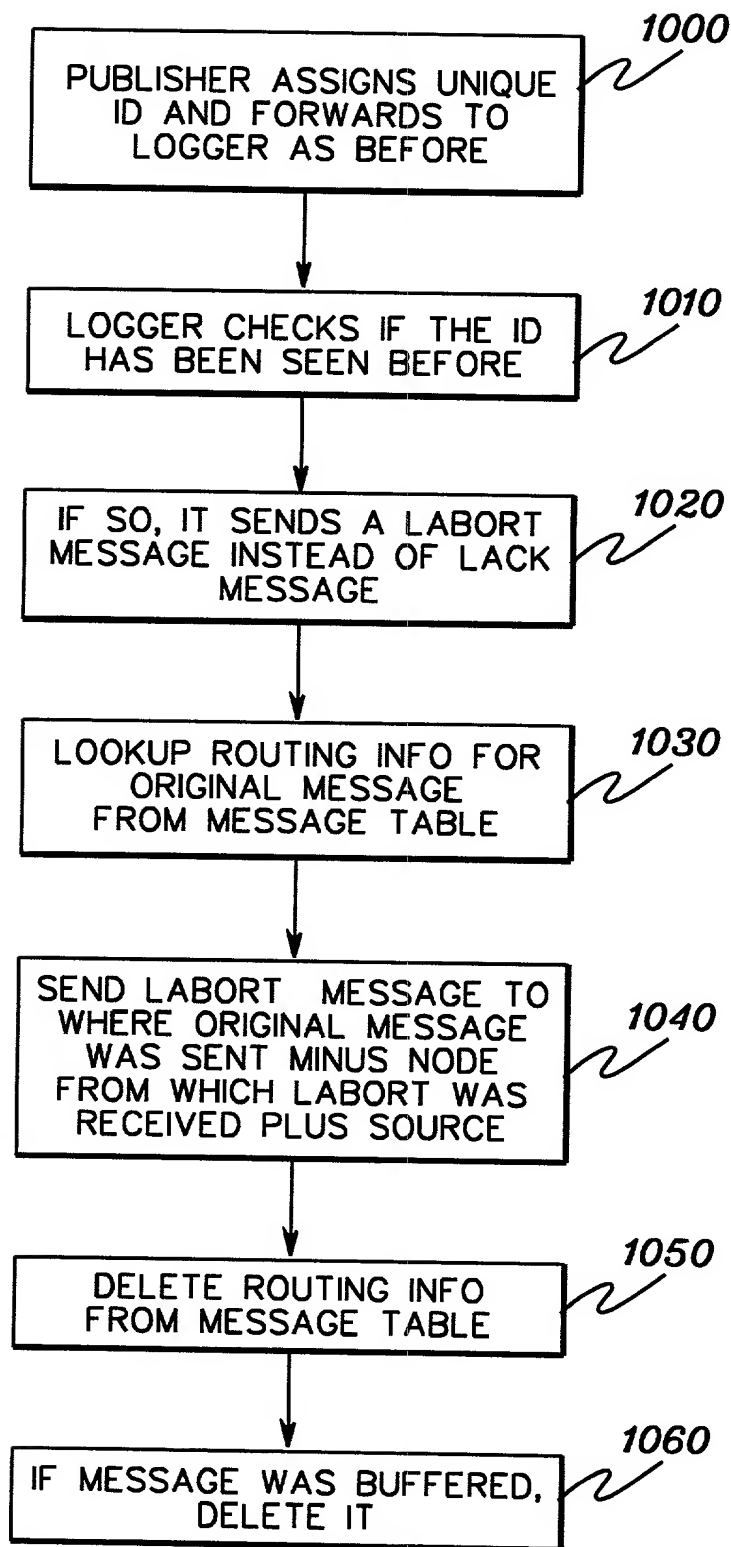 1000
PUBLISHER ASSIGNS UNIQUE
ID AND FORWARDS TO
LOGGER AS BEFORE
1010
LOGGER CHECKS IF THE ID
HAS BEEN SEEN BEFORE
1020
IF SO, IT SENDS A LABORT
MESSAGE INSTEAD OF LACK
MESSAGE
1030
LOOKUP ROUTING INFO FOR
ORIGINAL MESSAGE
FROM MESSAGE TABLE
1040
SEND LABORT MESSAGE TO
WHERE ORIGINAL MESSAGE
WAS SENT MINUS NODE
FROM WHICH LABORT WAS
RECEIVED PLUS SOURCE
1050
DELETE ROUTING INFO
FROM MESSAGE TABLE
1060
IF MESSAGE WAS BUFFERED,
DELETE IT